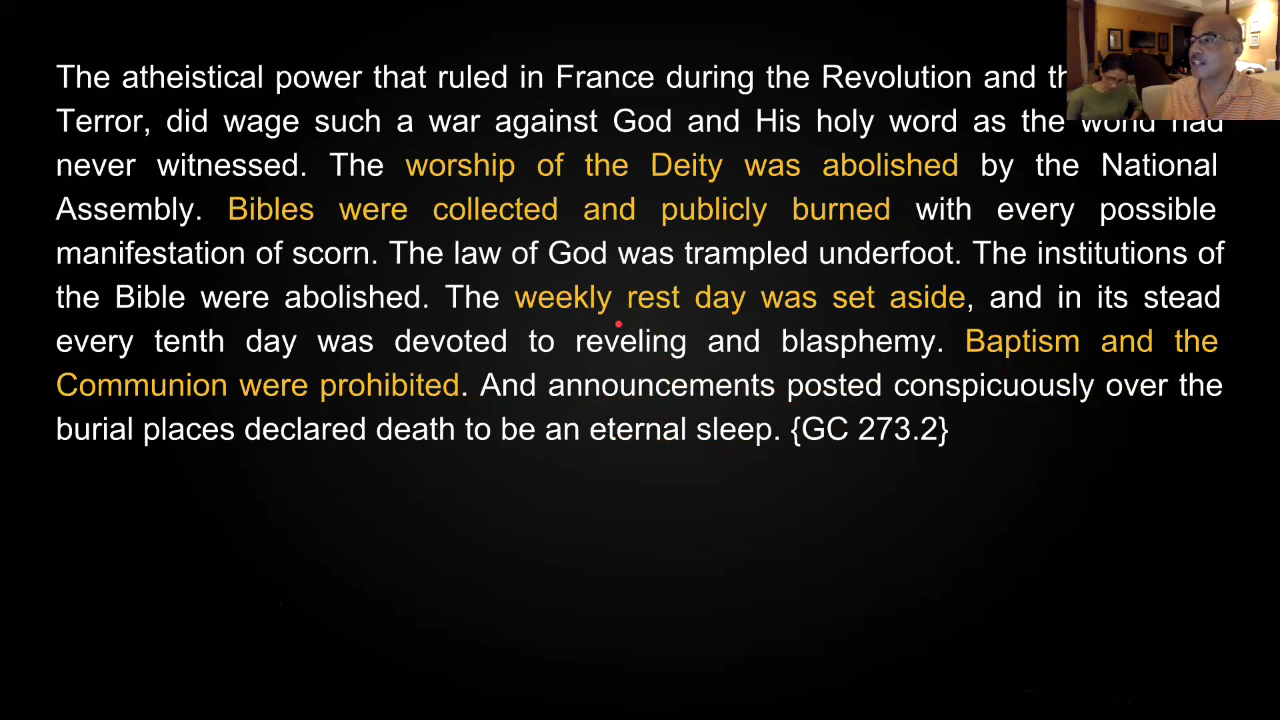 The atheistical power that ruled in France during the Revolution and
Terror, did wage such a war against God and His holy word as the world had
never witnessed. The worship of the Deity was abolished by the National
Assembly. Bibles were collected and publicly burned with every possible
manifestation of scorn. The law of God was trampled underfoot. The institutions of
the Bible were abolished. The weekly rest day was set aside, and in its stead
every tenth day was devoted to reveling and blasphemy. Baptism and the
Communion were prohibited. And announcements posted conspicuously over the
burial places declared death to be an eternal sleep. {GC 273.2}